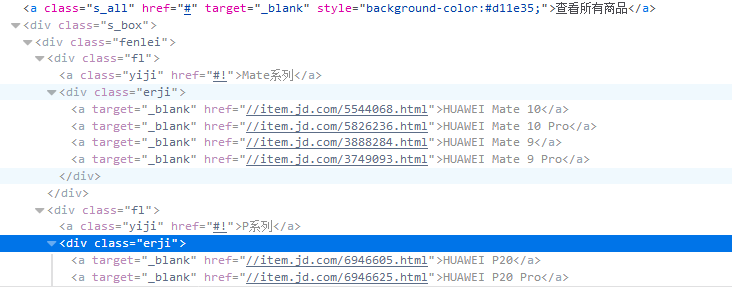 <a class="s_all" href="#" target="_blank" style="background-color:#d11e35;">查看所有商品</a>
<div class="s_box">
<div class="fenlei">
<div class="fl">
<a class="yiji" href="#!">Mate系列</a>
<div class="erji">
<a target="_blank" href="//item.jd.com/5544068.html">HUAWEI Mate 10</a>
<a target="_blank" href="//item.jd.com/5826236.html">HUAWEI Mate 10 Pro</a>
<a target="_blank" href="//item.jd.com/3888284.html">HUAWEI Mate 9</a>
<a target="_blank" href="//item.jd.com/3749093.html">HUAWEI Mate 9 Pro</a>
</div>
</div>
<div class="fl">
<a class="yiji" href="#!">P系列</a>
<div class="erji">
<a target="_blank" href="//item.jd.com/6946605.html">HUAWEI P20</a>
<a target="_blank" href="//item.jd.com/6946625.html">HUAWEI P20 Pro</a>